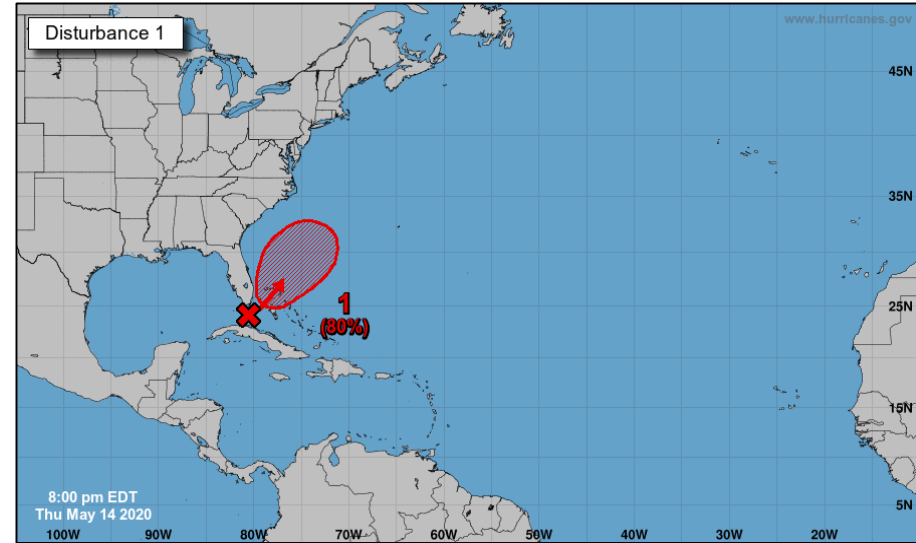 Disturbance 1
www.hurricanes.gov
45N
35N
1
(80%)
25N
15N
8:00 pm EDT
Thu May 14 2020
5N
100W 90W 80W 70W 60W 50W 40W 30W 20W